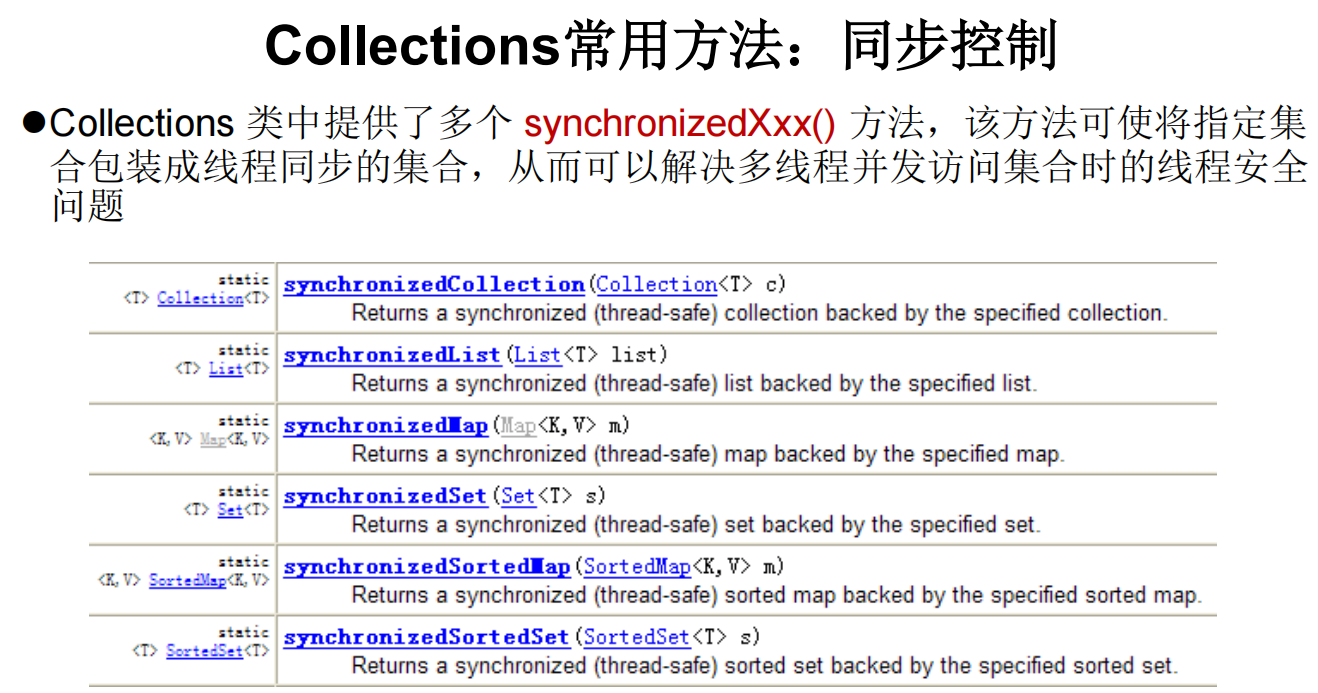 Collections常用方法：同步控制
●Collections 类中提供了多个 synchronizedXxx() 方法，该方法可使将指定集
合包装成线程同步的集合，从而可以解决多线程并发访问集合时的线程安全
问题
static
<T> Collection<T>
synchronizedCollection(Collection<T> c)
Returns a synchronized (thread-safe) collection backed by the specified collection.
static
<T> List<T>
synchronizedList(List<T> list)
Returns a synchronized (thread-safe) list backed by the specified list.
static
<K,V> Map<K,V>
synchronizedMap(Map<K,V> m)
Returns a synchronized (thread-safe) map backed by the specified map.
static
<T> Set<T>
synchronizedSet(Set<T> s)
Returns a synchronized (thread-safe) set backed by the specified set.
static
<K,V> SortedMap<K,V>
synchronizedSortedMap(SortedMap<K,V> m)
Returns a synchronized (thread-safe) sorted map backed by the specified sorted map.
static
<T> SortedSet<T>
synchronizedSortedSet(SortedSet<T> s)
Returns a synchronized (thread-safe) sorted set backed by the specified sorted set.